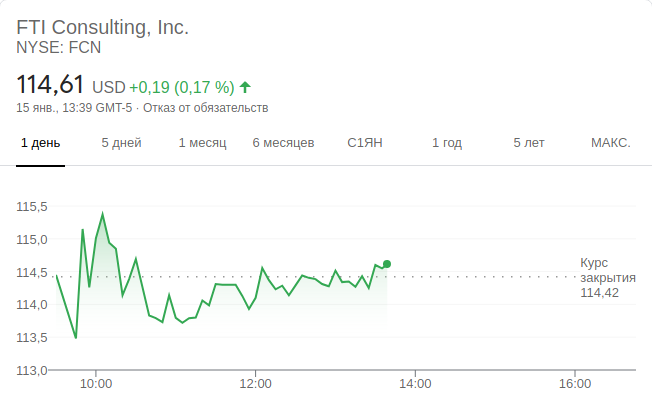 FTI Consulting, Inc.
NYSE: FCN
114,61 USD +0,19 (0,17 %)
15 янв., 13:39 GMT-5 · Отказ от обязательств
1 день 5 дней 1 месяц 6 месяцев С1ЯН 1 год 5 лет МАКС.
115,5
115,0
114,5
114,0
113,5
113,0
Курс
закрытия
114,42
10:00 12:00 14:00 16:00